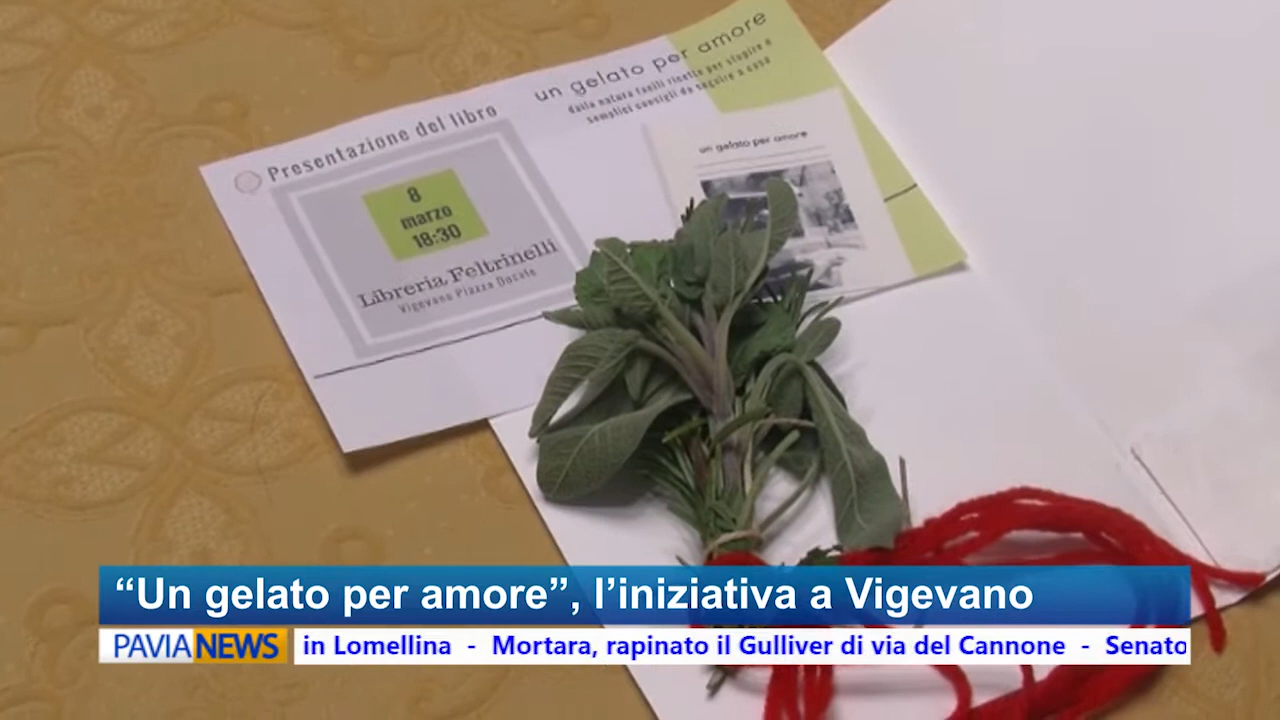 un gelato per amore
dalla natura facili ricette per stupire e
semplici consigli da seguire a casa
Presentazione del libro
8
marzo
18:30
Libreria Feltrinelli
Vigevano Piazza Ducale
un gelato per amore
“Un gelato per amore”, l’iniziativa a Vigevano
PAVIA NEWS in Lomellina - Mortara, rapinato il Gulliver di via del Cannone - Senato